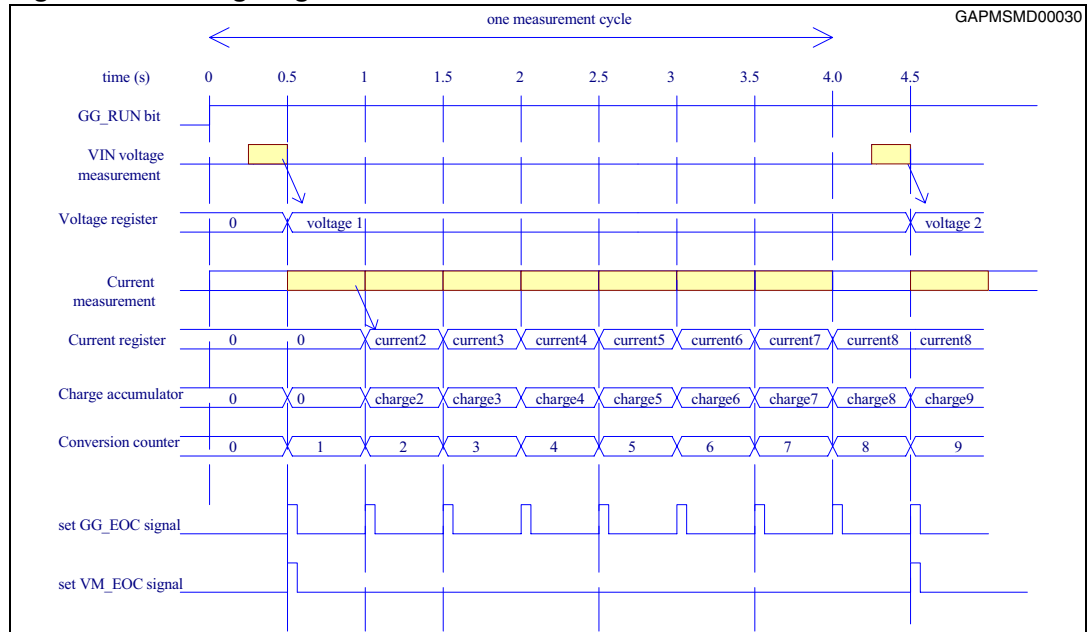 one measurement cycle GAPMSMD00030
time (s) 0 0.5 1 1.5 2 2.5 3 3.5 4.0 4.5
GG_RUN bit
VIN voltage
measurement
Voltage register 0 voltage 1 voltage 2
Current
measurement
Current register 0 0 current2 current3 current4 current5 current6 current7 current8 current8
Charge accumulator 0 0 charge2 charge3 charge4 charge5 charge6 charge7 charge8 charge9
Conversion counter 0 1 2 3 4 5 6 7 8 9
set GG_EOC signal
set VM_EOC signal